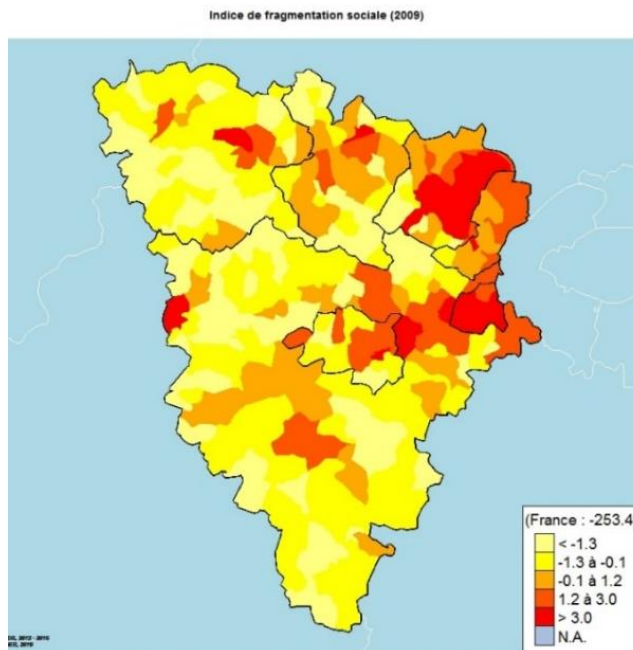 Indice de fragmentation sociale (2009)
(France : -253.4
< -1.3
-1.3 à -0.1
-0.1 à 1.2
1.2 à 3.0
> 3.0
N.A.